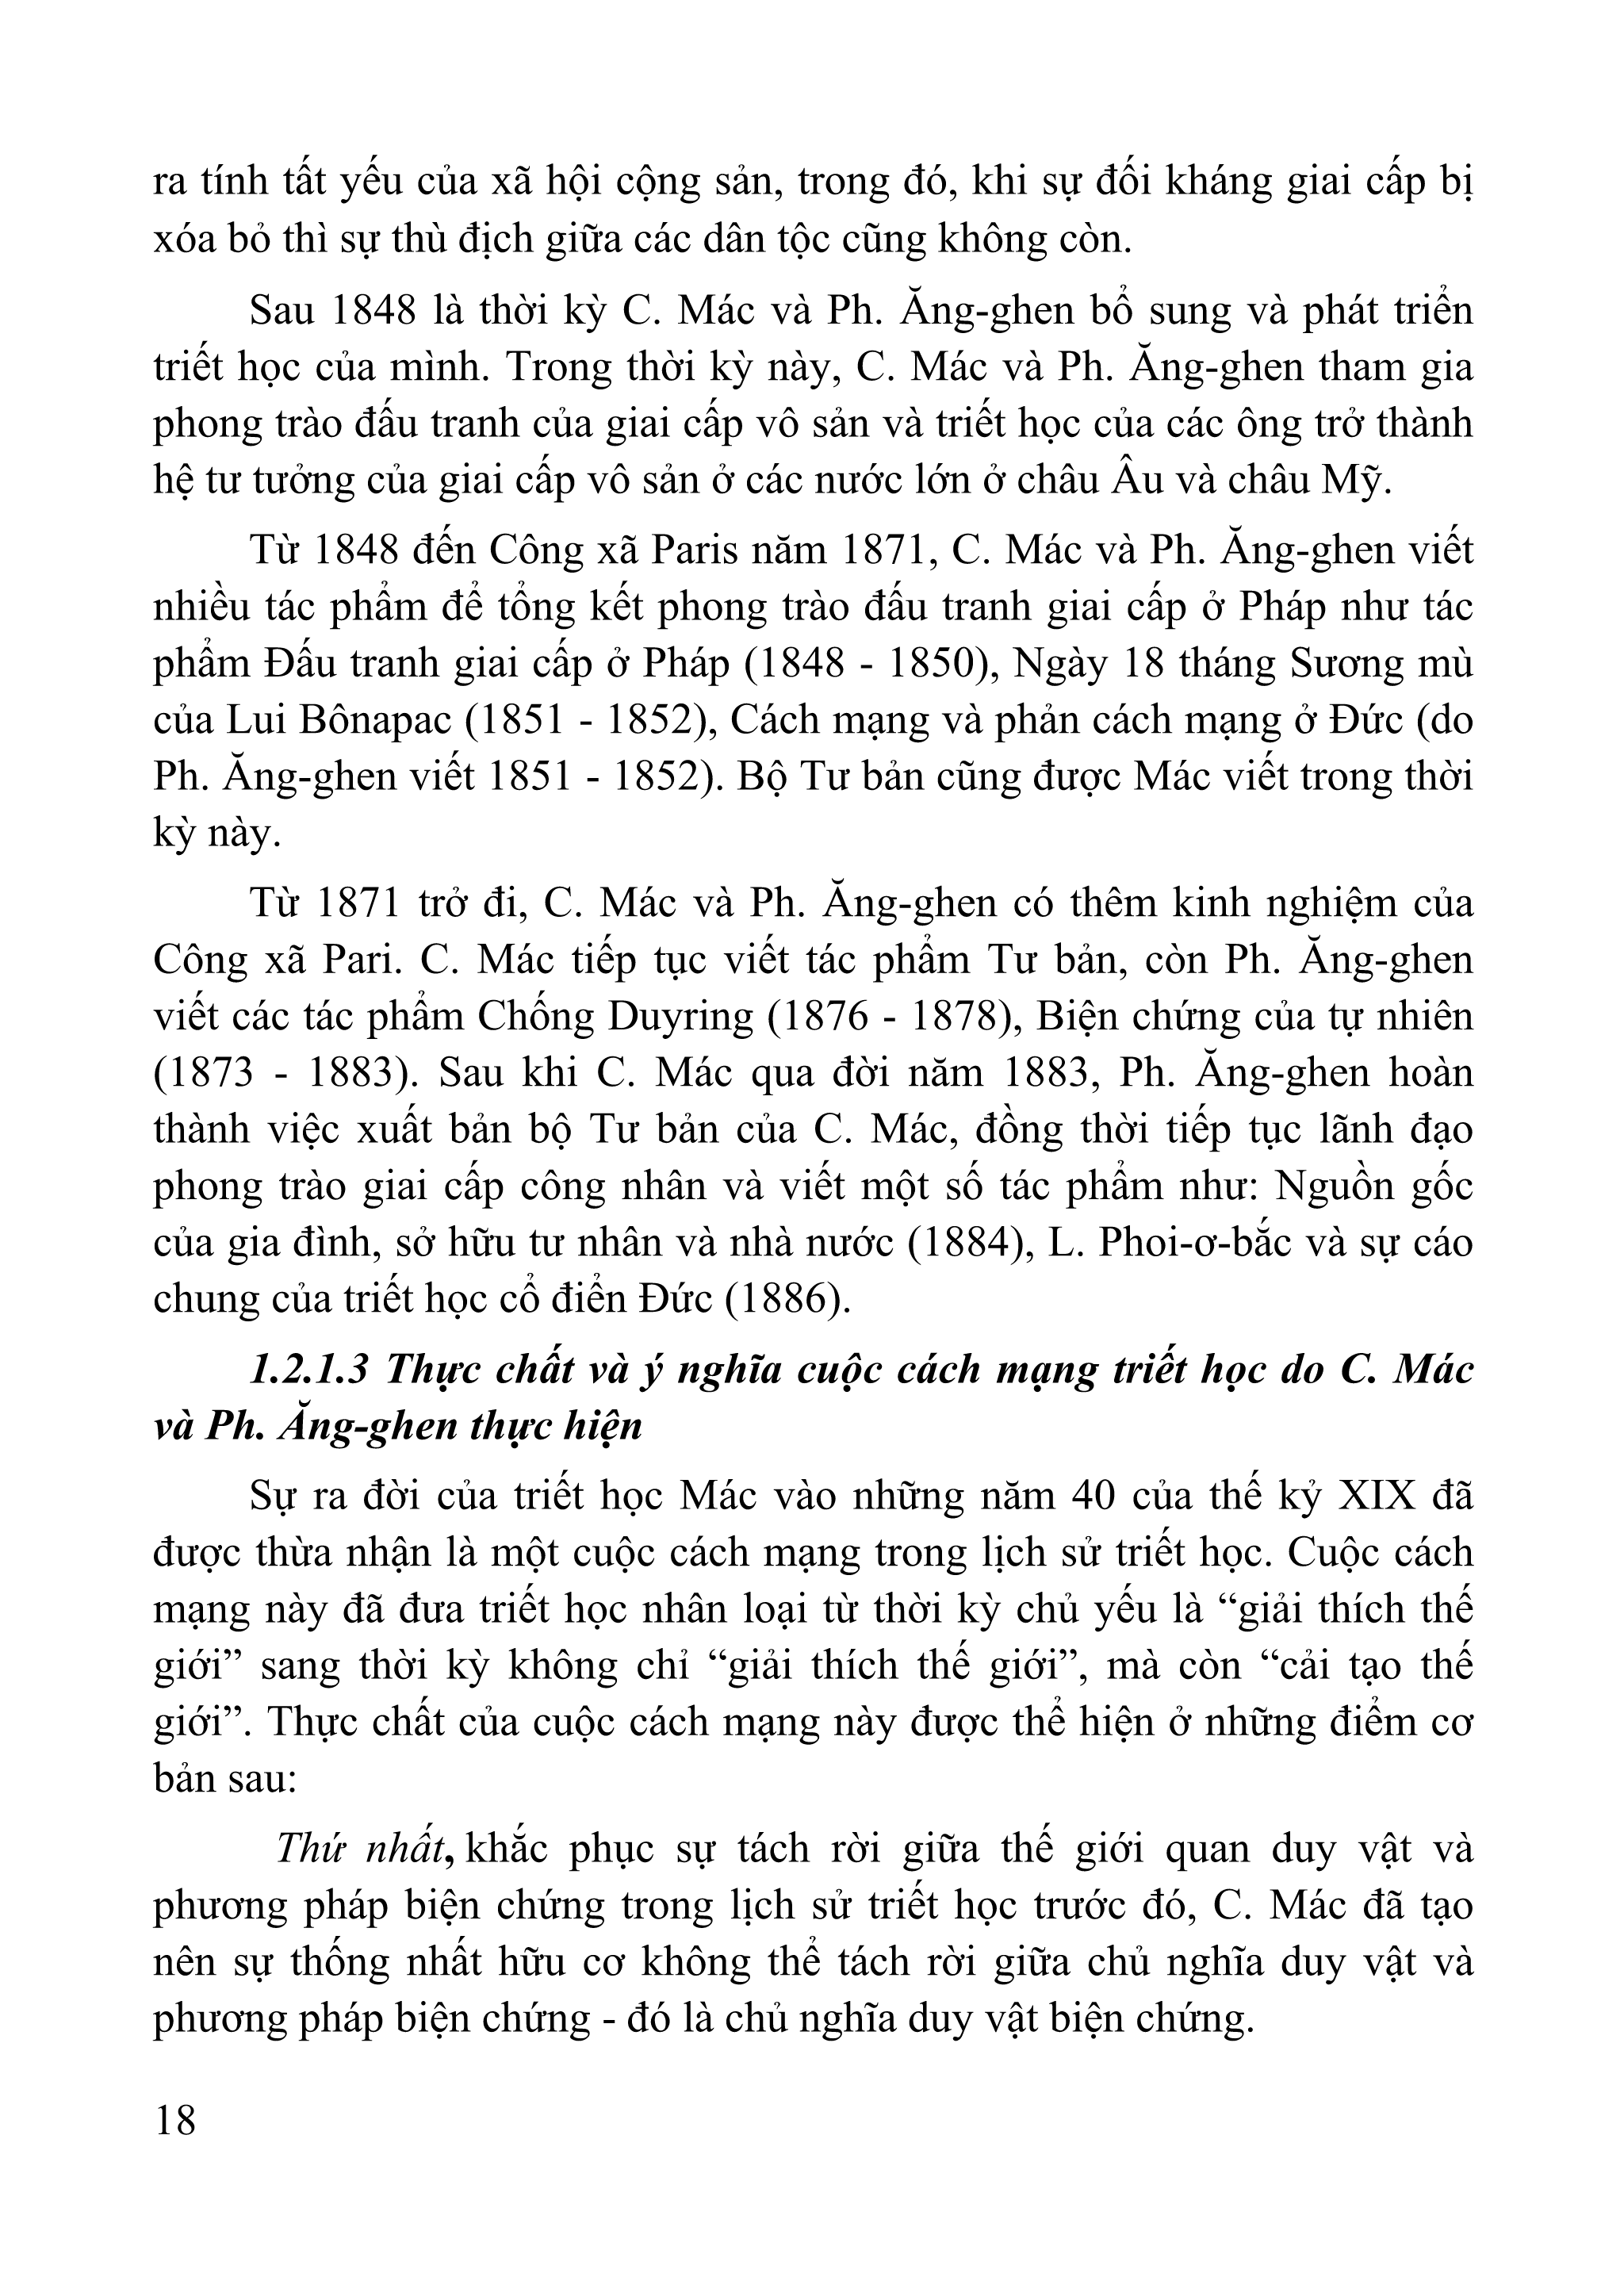 ra tính tất yếu của xã hội cộng sản, trong đó, khi sự đối kháng giai cấp bị
xóa bỏ thì sự thù địch giữa các dân tộc cũng không còn.
Sau 1848 là thời kỳ C. Mác và Ph. Ăng-ghen bổ sung và phát triển
triết học của mình. Trong thời kỳ này, C. Mác và Ph. Ăng-ghen tham gia
phong trào đấu tranh của giai cấp vô sản và triết học của các ông trở thành
hệ tư tưởng của giai cấp vô sản ở các nước lớn ở châu Âu và châu Mỹ.
Từ 1848 đến Công xã Paris năm 1871, C. Mác và Ph. Ăng-ghen viết
nhiều tác phẩm để tổng kết phong trào đấu tranh giai cấp ở Pháp như tác
phẩm Đấu tranh giai cấp ở Pháp (1848 - 1850), Ngày 18 tháng Sương mù
của Lui Bônapac (1851 - 1852), Cách mạng và phản cách mạng ở Đức (do
Ph. Ăng-ghen viết 1851 - 1852). Bộ Tư bản cũng được Mác viết trong thời
kỳ này.
Từ 1871 trở đi, C. Mác và Ph. Ăng-ghen có thêm kinh nghiệm của
Công xã Pari. C. Mác tiếp tục viết tác phẩm Tư bản, còn Ph. Ăng-ghen
viết các tác phẩm Chống Duyring (1876 - 1878), Biện chứng của tự nhiên
(1873 - 1883). Sau khi C. Mác qua đời năm 1883, Ph. Ăng-ghen hoàn
thành việc xuất bản bộ Tư bản của C. Mác, đồng thời tiếp tục lãnh đạo
phong trào giai cấp công nhân và viết một số tác phẩm như: Nguồn gốc
của gia đình, sở hữu tư nhân và nhà nước (1884), L. Phoi-ơ-bắc và sự cáo
chung của triết học cổ điển Đức (1886).
1.2.1.3 Thực chất và ý nghĩa cuộc cách mạng triết học do C. Mác
và Ph. Ăng-ghen thực hiện
Sự ra đời của triết học Mác vào những năm 40 của thế kỷ XIX đã
được thừa nhận là một cuộc cách mạng trong lịch sử triết học. Cuộc cách
mạng này đã đưa triết học nhân loại từ thời kỳ chủ yếu là “giải thích thế
giới” sang thời kỳ không chỉ “giải thích thế giới”, mà còn “cải tạo thế
giới”. Thực chất của cuộc cách mạng này được thể hiện ở những điểm cơ
bản sau:
Thứ nhất, khắc phục sự tách rời giữa thế giới quan duy vật và
phương pháp biện chứng trong lịch sử triết học trước đó, C. Mác đã tạo
nên sự thống nhất hữu cơ không thể tách rời giữa chủ nghĩa duy vật và
phương pháp biện chứng - đó là chủ nghĩa duy vật biện chứng.
18